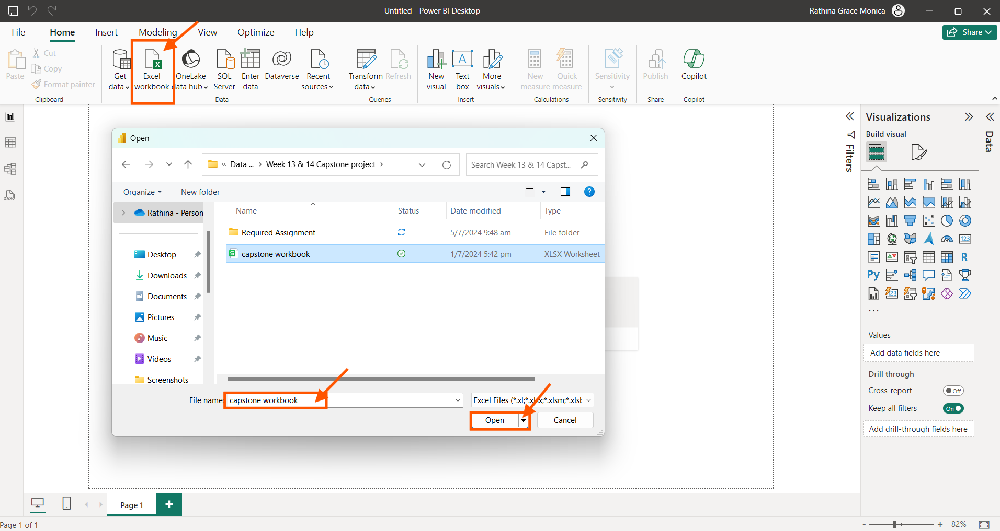 Untitled - Power BI Desktop
Rathina Grace Monica
File Home Insert Modeling View Optimize Help
Share
Paste
Cut
Copy
Format painter
Clipboard
Get data
Excel workbook
OneLake data hub
SQL Server
Enter data
Dataverse
Recent sources
Data
Transform data
Refresh
Queries
New visual
Text box
More visuals
Insert
New measure
Quick measure
Calculations
Sensitivity
Sensitivity
Publish
Share
Copilot
Copilot
Open
« Data ... › Week 13 & 14 Capstone project ›
Search Week 13 & 14 Capst...
Organize
New folder
Rathina - Person
Desktop
Downloads
Documents
Pictures
Music
Videos
Screenshots
Name Status Date modified Type
Required Assignment 5/7/2024 9:48 am File folder
capstone workbook 1/7/2024 5:42 pm XLSX Worksheet
File name: capstone workbook
Excel Files (*.xl;*.xlsx;*.xlsm;*.xlsb
Open
Cancel
Filters
Visualizations
Build visual
123
R
Py
123
...
Values
Add data fields here
Drill through
Cross-report Off
Keep all filters On
Add drill-through fields here
Data
DAX
Page 1
+
Page 1 of 1
- + 82%